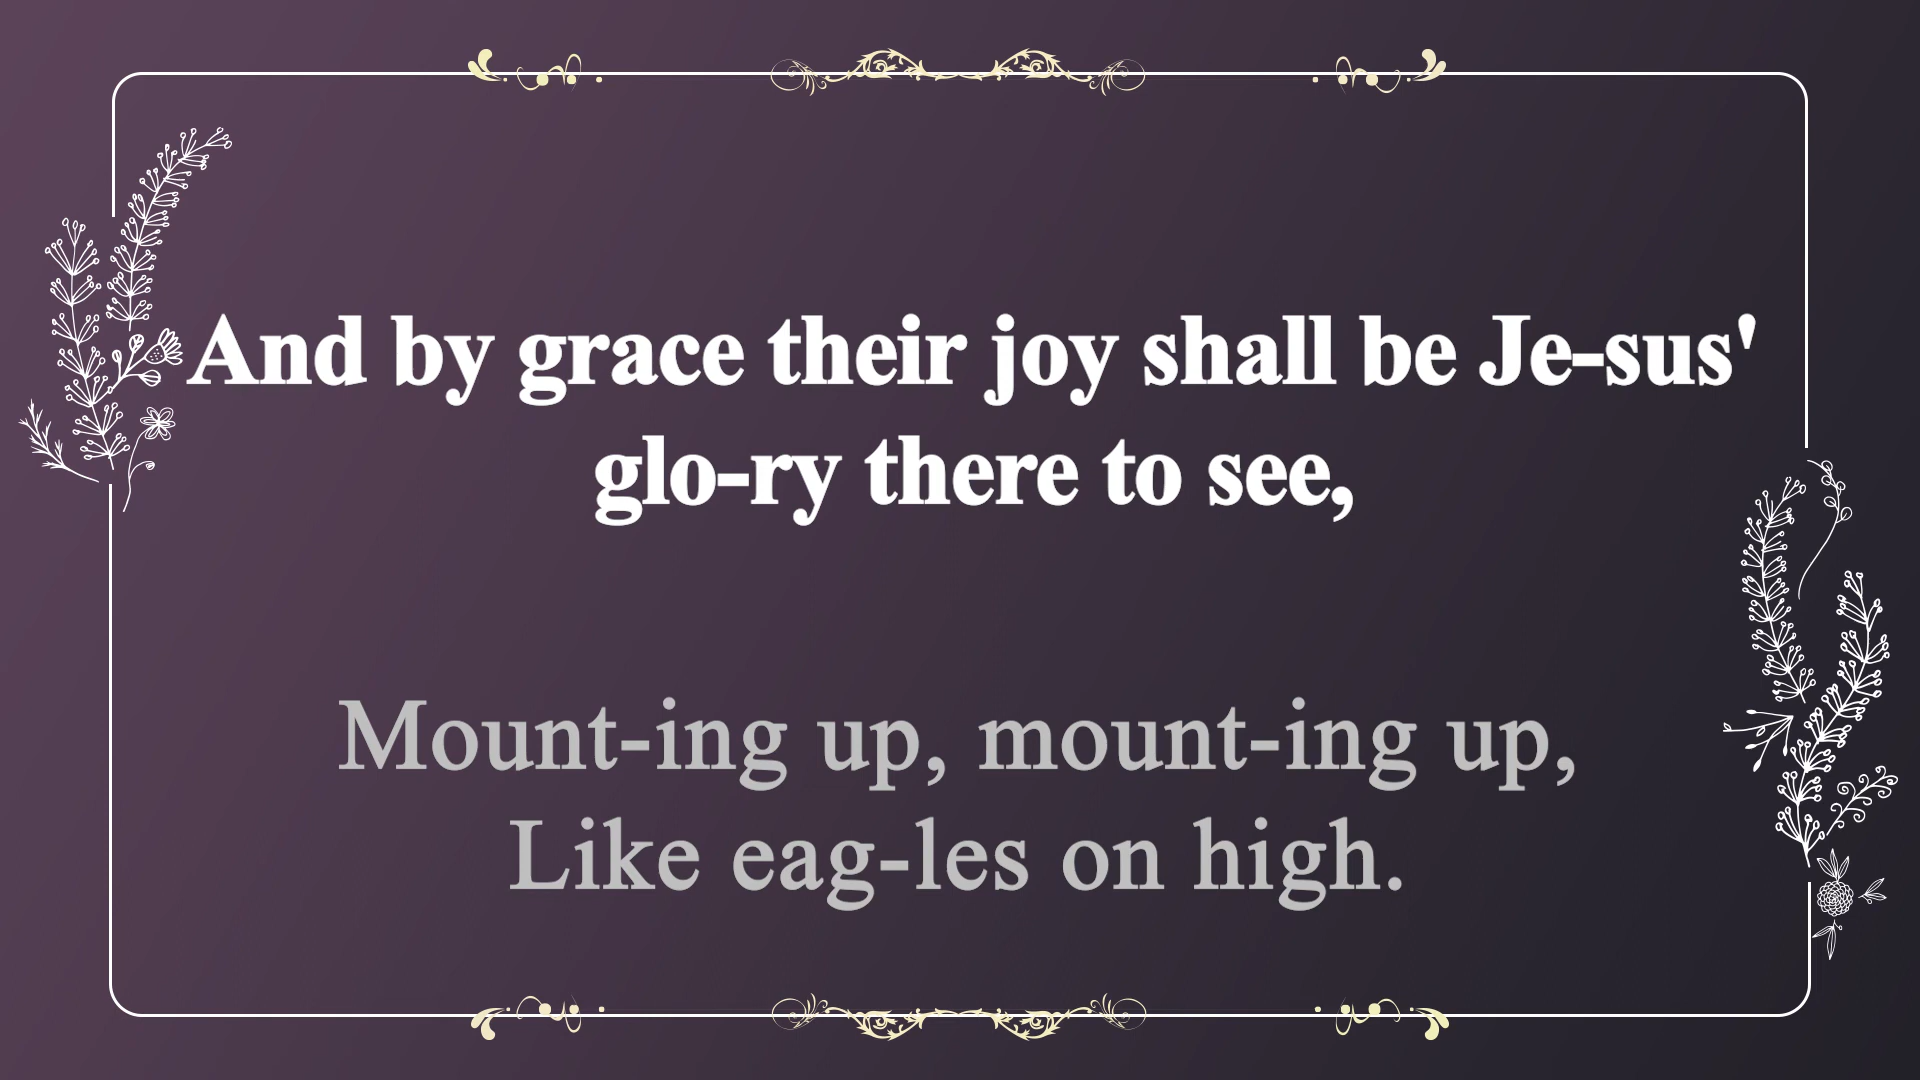 And by grace their joy shall be Je-sus'
glo-ry there to see,
Mount-ing up, mount-ing up,
Like eag-les on high.